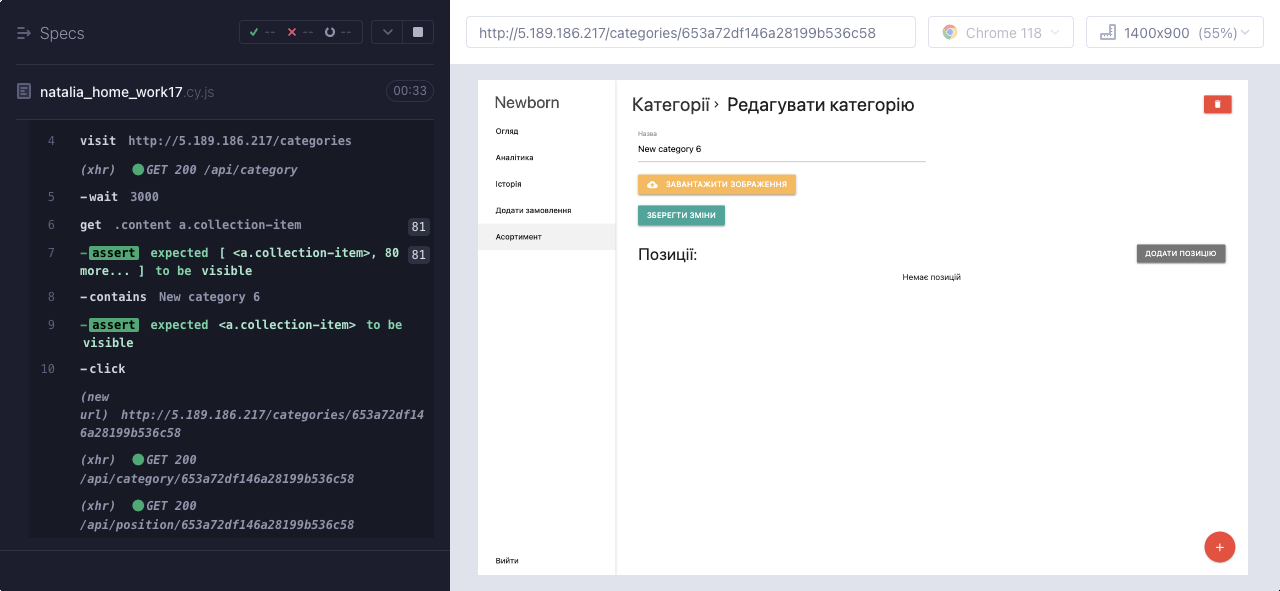 Specs
-- -- --
natalia_home_work17.cy.js
00:33
4 visit http://5.189.186.217/categories
(xhr) GET 200 /api/category
5 -wait 3000
6 get .content a.collection-item 81
7 -assert expected [ <a.collection-item>, 80 81
more... ] to be visible
8 -contains New category 6
9 -assert expected <a.collection-item> to be
visible
10 -click
(new
url) http://5.189.186.217/categories/653a72df14
6a28199b536c58
(xhr) GET 200
/api/category/653a72df146a28199b536c58
(xhr) GET 200
/api/position/653a72df146a28199b536c58
http://5.189.186.217/categories/653a72df146a28199b536c58
Chrome 118
1400x900 (55%)
Newborn
Огляд
Аналітика
Історія
Додати замовлення
Асортимент
Вийти
Категорії › Редагувати категорію
Назва
New category 6
ЗАВАНТАЖИТИ ЗОБРАЖЕННЯ
ЗБЕРЕГТИ ЗМІНИ
Позиції:
ДОДАТИ ПОЗИЦІЮ
Немає позицій
+